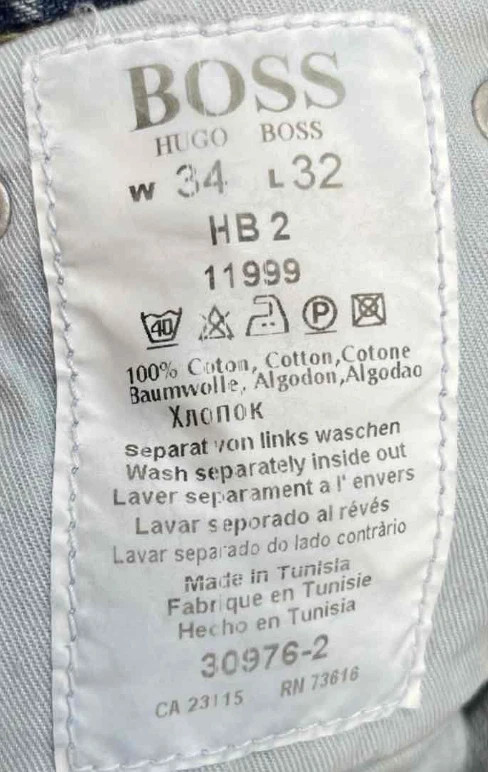 BOSS
HUGO BOSS
W 34 L 32
HB 2
11999
40 P
100% Coton, Cotton,Cotone
Baumwolle, Algodon,Algodao
Хлопок
Separat von links waschen
Wash separately inside out
Laver separament a l' envers
Lavar seporado al révés
Lavar separado do lado contràrio
Made in Tunisia
Fabrique en Tunisie
Hecho en Tunisia
30976-2
CA 23115 RN 73616